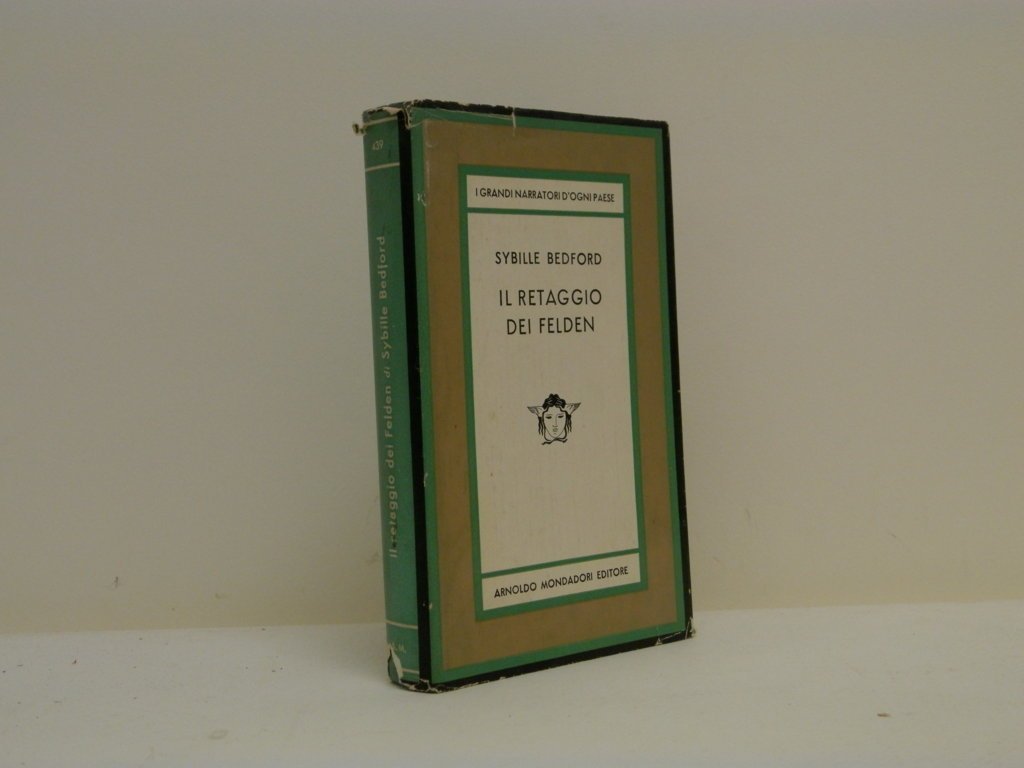 439
Il retaggio dei Felden di Sybille Bedford
I GRANDI NARRATORI D'OGNI PAESE
SYBILLE BEDFORD
IL RETAGGIO
DEI FELDEN
ARNOLDO MONDADORI EDITORE